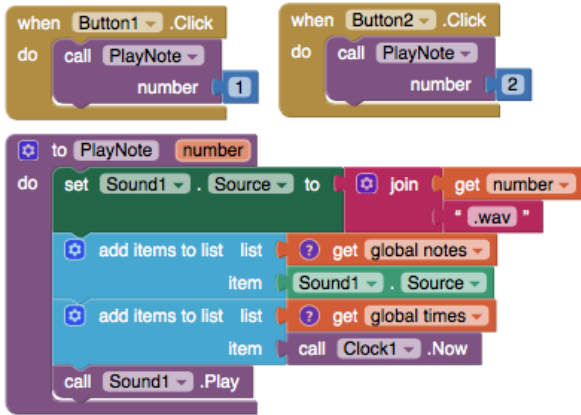 when Button1 .Click
do call PlayNote
number 1
when Button2 .Click
do call PlayNote
number 2
to PlayNote number
do set Sound1 . Source to join get number
" .wav "
add items to list list get global notes
item Sound1 . Source
add items to list list get global times
item call Clock1 .Now
call Sound1 .Play